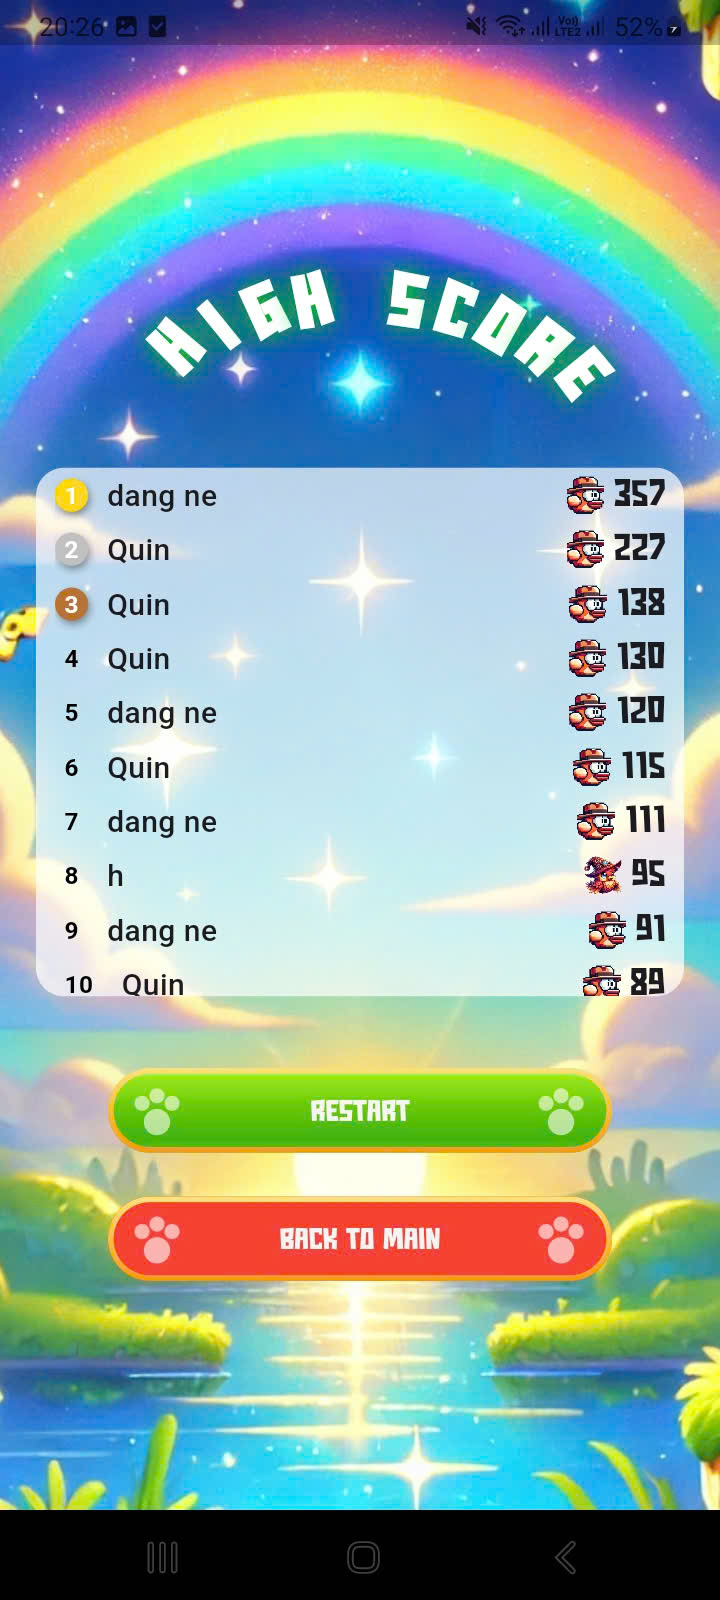 20:26 Vo) LTE2 52%
HIGH SCORE
1 dang ne 357
2 Quin 227
3 Quin 138
4 Quin 130
5 dang ne 120
6 Quin 115
7 dang ne 111
8 h 95
9 dang ne 91
10 Quin 89
RESTART
BACK TO MAIN